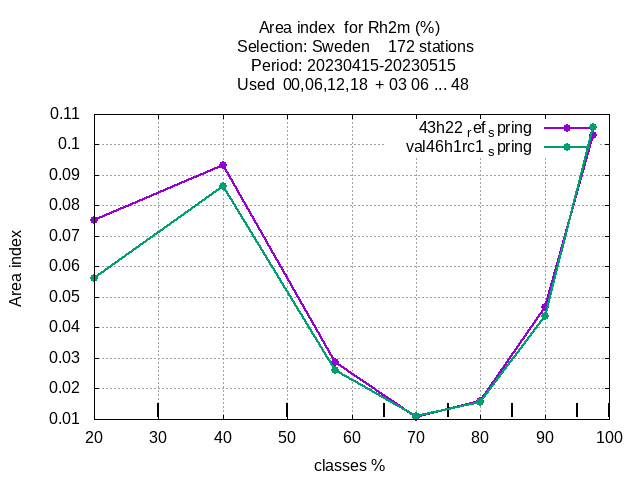 Area index  for Rh2m (%)
Selection: Sweden    172 stations
Period: 20230415-20230515
Used  00,06,12,18  + 03 06 ... 48
43h22 ref spring
val46h1rc1 spring
0.11
0.1
0.09
0.08
0.07
0.06
0.05
0.04
0.03
0.02
0.01
Area index
20 30 40 50 60 70 80 90 100
classes %